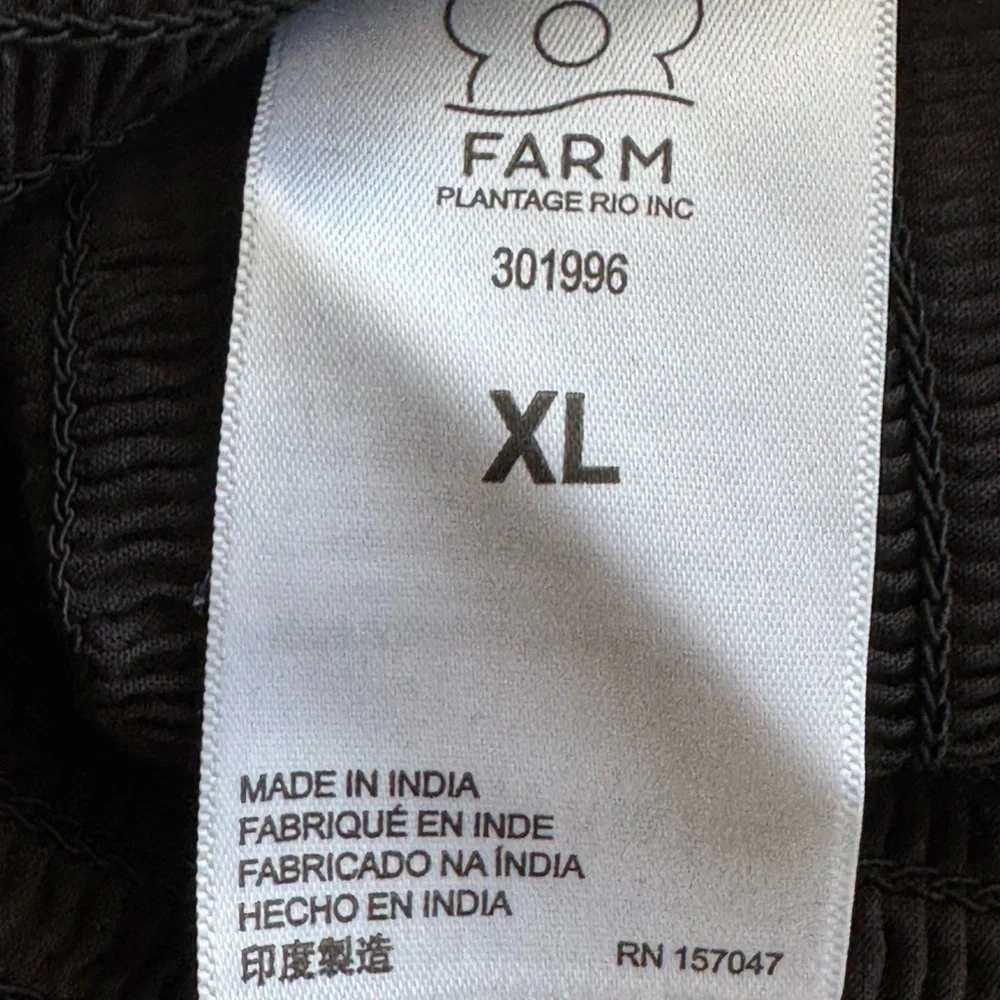 FARM
PLANTAGE RIO INC
301996
XL
MADE IN INDIA
FABRIQUÉ EN INDE
FABRICADO NA ÍNDIA
HECHO EN INDIA
印度製造
RN 157047